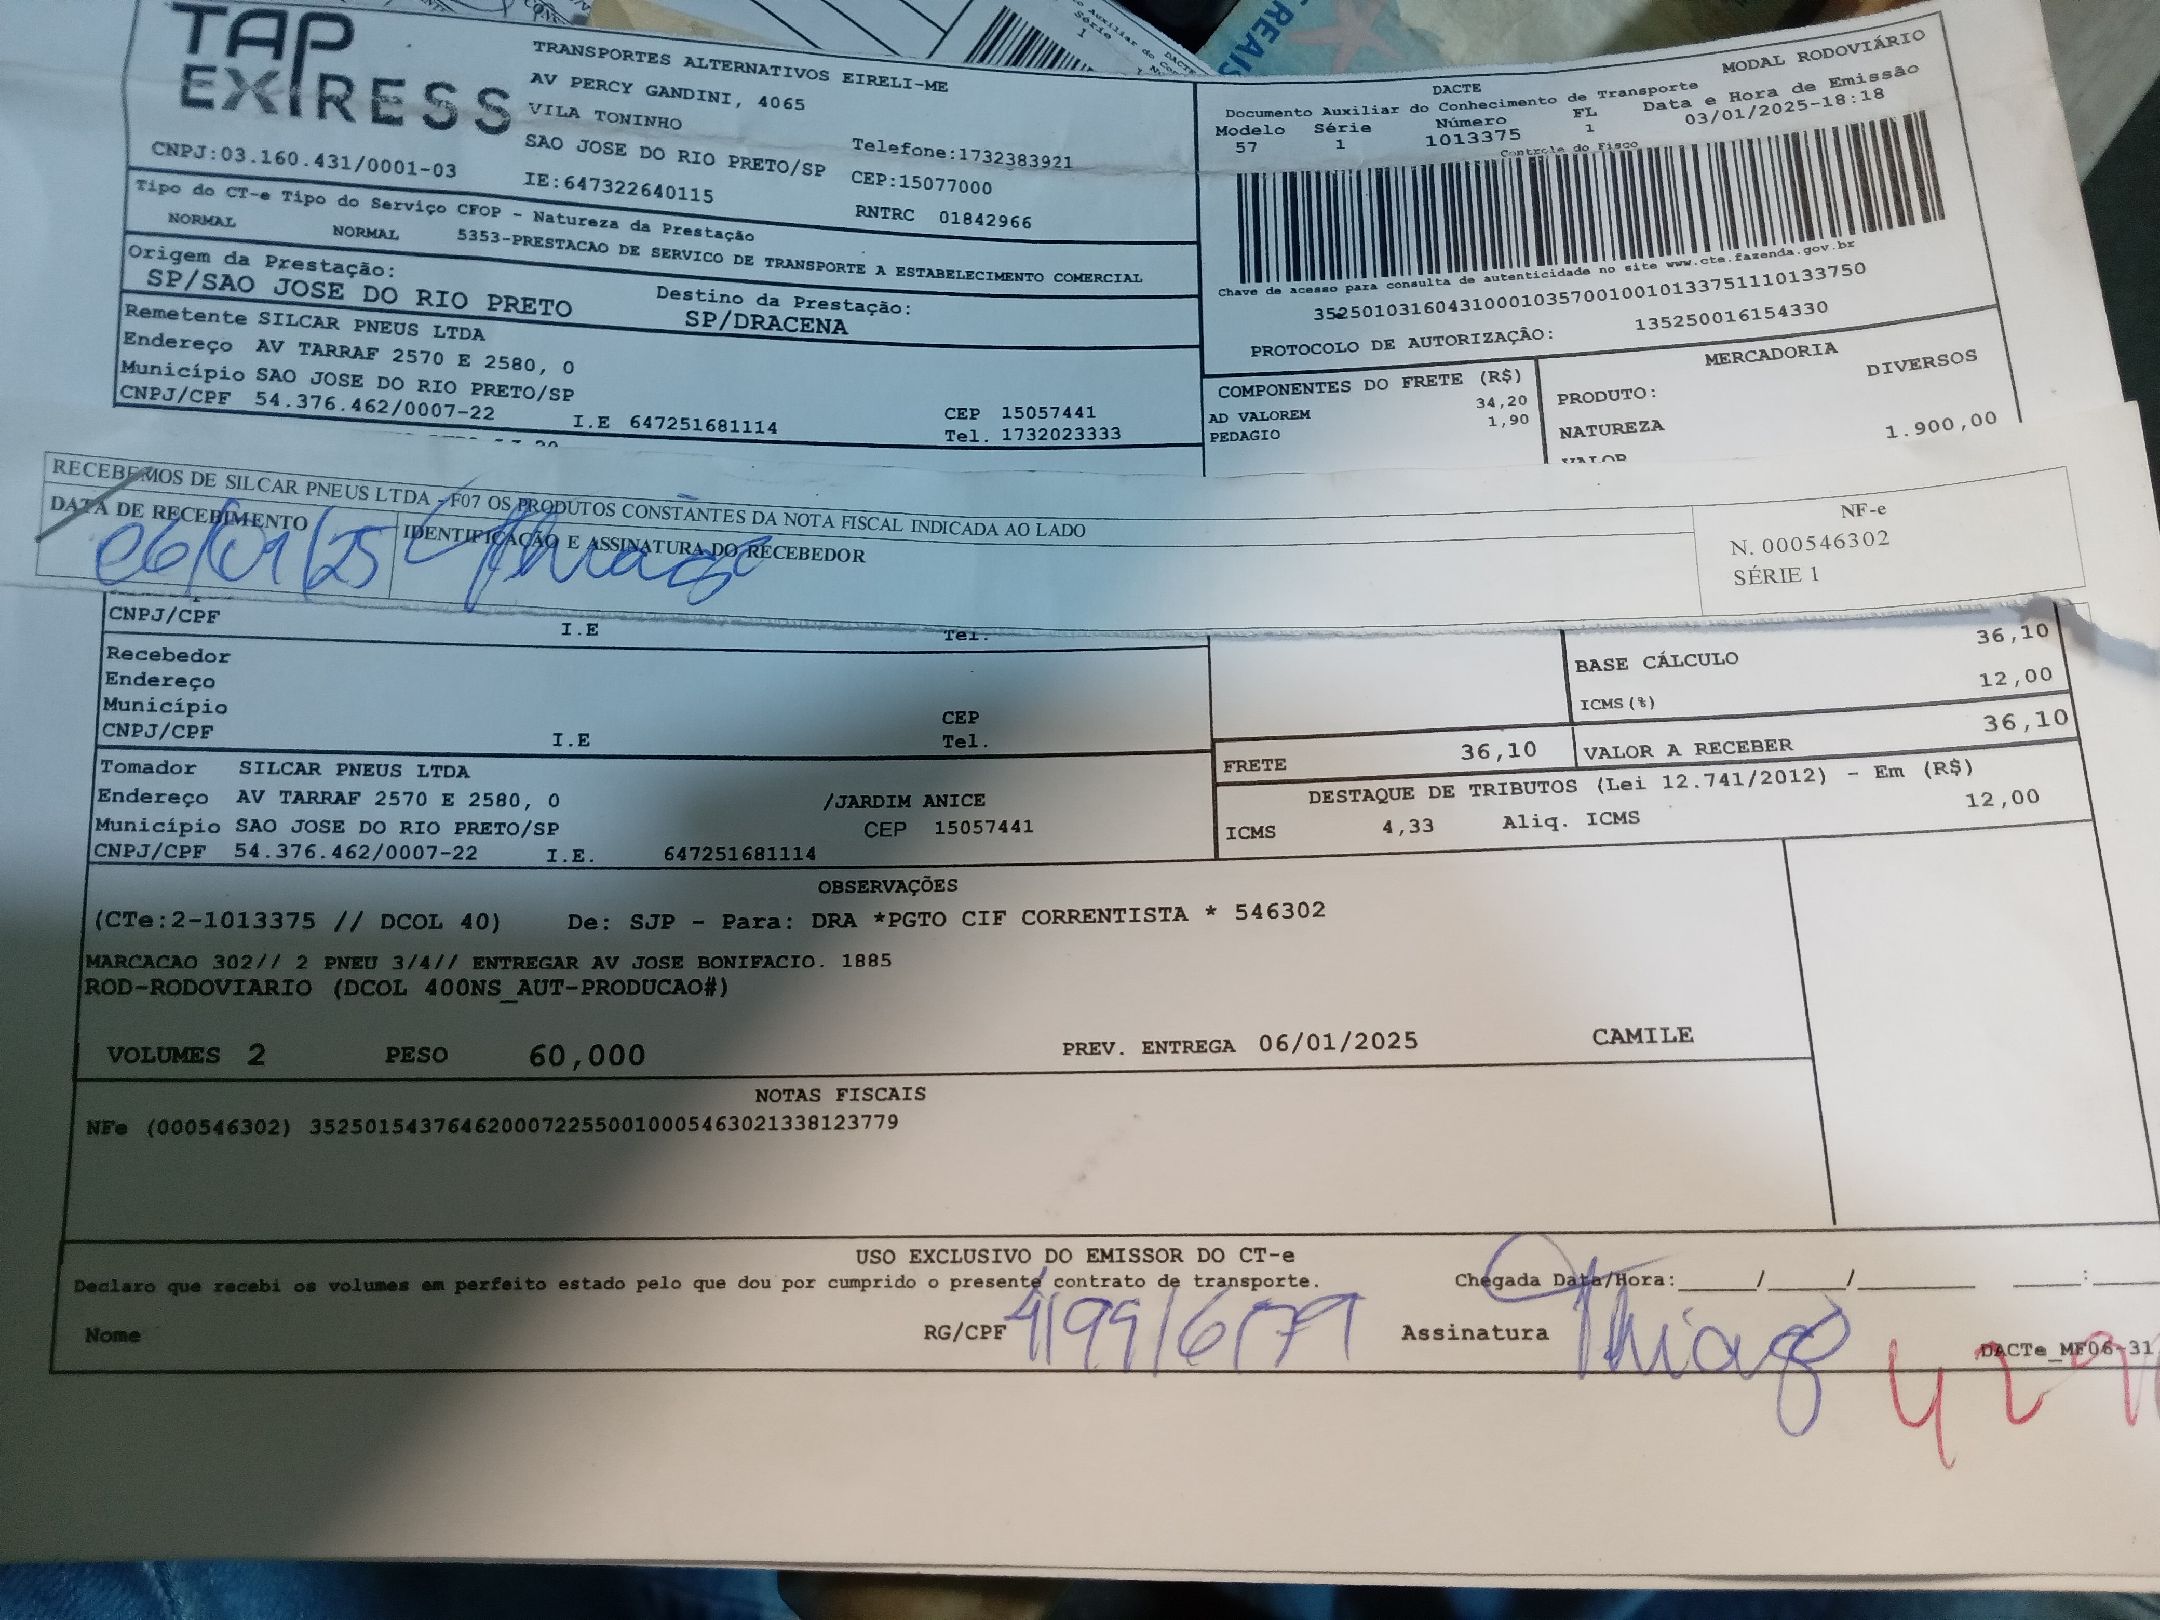 TAP EXPRESS
TRANSPORTES ALTERNATIVOS EIRELI-ME
AV PERCY GANDINI, 4065
VILA TONINHO
SAO JOSE DO RIO PRETO/SP
Telefone:1732383921
CNPJ:03.160.431/0001-03
IE:647322640115
CEP:15077000
RNTRC 01842966
Tipo do CT-e Tipo do Serviço CFOP - Natureza da Prestação
NORMAL NORMAL 5353-PRESTACAO DE SERVICO DE TRANSPORTE A ESTABELECIMENTO COMERCIAL
Origem da Prestação:
SP/SAO JOSE DO RIO PRETO
Destino da Prestação:
SP/DRACENA
Remetente SILCAR PNEUS LTDA
Endereço AV TARRAF 2570 E 2580, 0
Município SAO JOSE DO RIO PRETO/SP
CEP 15057441
CNPJ/CPF 54.376.462/0007-22 I.E 647251681114 Tel. 1732023333
DACTE MODAL RODOVIÁRIO
Documento Auxiliar do Conhecimento de Transporte
Modelo Série Número FL Data e Hora de Emissão
57 1 1013375 1 03/01/2025-18:18
Controle do Fisco
Chave de acesso para consulta de autenticidade no site www.cte.fazenda.gov.br
35250103160431000103570010010133751110133750
PROTOCOLO DE AUTORIZAÇÃO: 135250016154330
COMPONENTES DO FRETE (R$)
AD VALOREM 34,20
PEDAGIO 1,90
MERCADORIA
PRODUTO: DIVERSOS
NATUREZA
VALOR 1.900,00
RECEBEMOS DE SILCAR PNEUS LTDA - F07 OS PRODUTOS CONSTANTES DA NOTA FISCAL INDICADA AO LADO
DATA DE RECEBIMENTO IDENTIFICAÇÃO E ASSINATURA DO RECEBEDOR
06/01/25 Thiago
NF-e
N. 000546302
SÉRIE 1
CNPJ/CPF I.E Tel.
Recebedor
Endereço
Município CEP
CNPJ/CPF I.E Tel.
36,10
BASE CÁLCULO 12,00
ICMS(%)
FRETE 36,10 VALOR A RECEBER 36,10
Tomador SILCAR PNEUS LTDA
Endereço AV TARRAF 2570 E 2580, 0 /JARDIM ANICE
Município SAO JOSE DO RIO PRETO/SP CEP 15057441
CNPJ/CPF 54.376.462/0007-22 I.E. 647251681114
DESTAQUE DE TRIBUTOS (Lei 12.741/2012) - Em (R$)
ICMS 4,33 Aliq. ICMS 12,00
OBSERVAÇÕES
(CTe:2-1013375 // DCOL 40) De: SJP - Para: DRA *PGTO CIF CORRENTISTA * 546302
MARCACAO 302// 2 PNEU 3/4// ENTREGAR AV JOSE BONIFACIO. 1885
ROD-RODOVIARIO (DCOL 400NS_AUT-PRODUCAO#)
VOLUMES 2 PESO 60,000 PREV. ENTREGA 06/01/2025 CAMILE
NOTAS FISCAIS
NFe (000546302) 35250154376462000722550010005463021338123779
USO EXCLUSIVO DO EMISSOR DO CT-e
Declaro que recebi os volumes em perfeito estado pelo que dou por cumprido o presente contrato de transporte. Chegada Data/Hora:_____/_____/________ ____:____
Nome RG/CPF Assinatura Thiago
DACTe_MF06-31